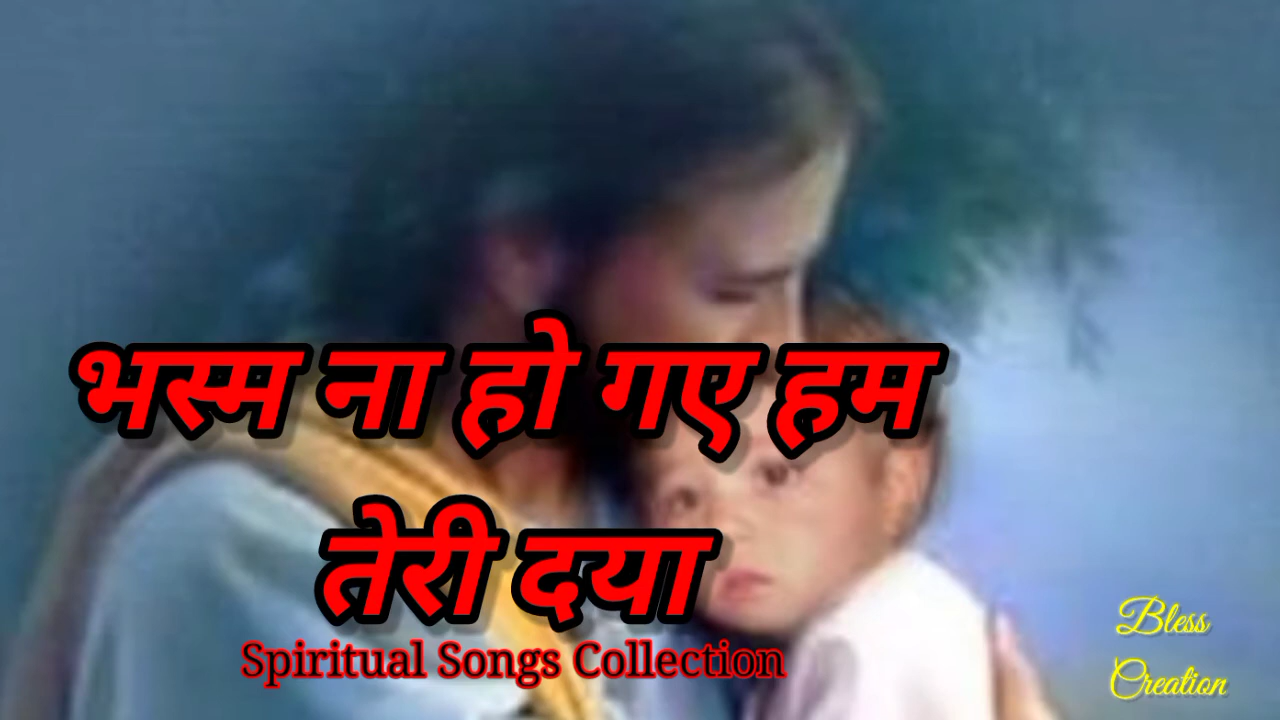 भस्म ना हो गए हम
तेरी दया
Spiritual Songs Collection
Bless
Creation